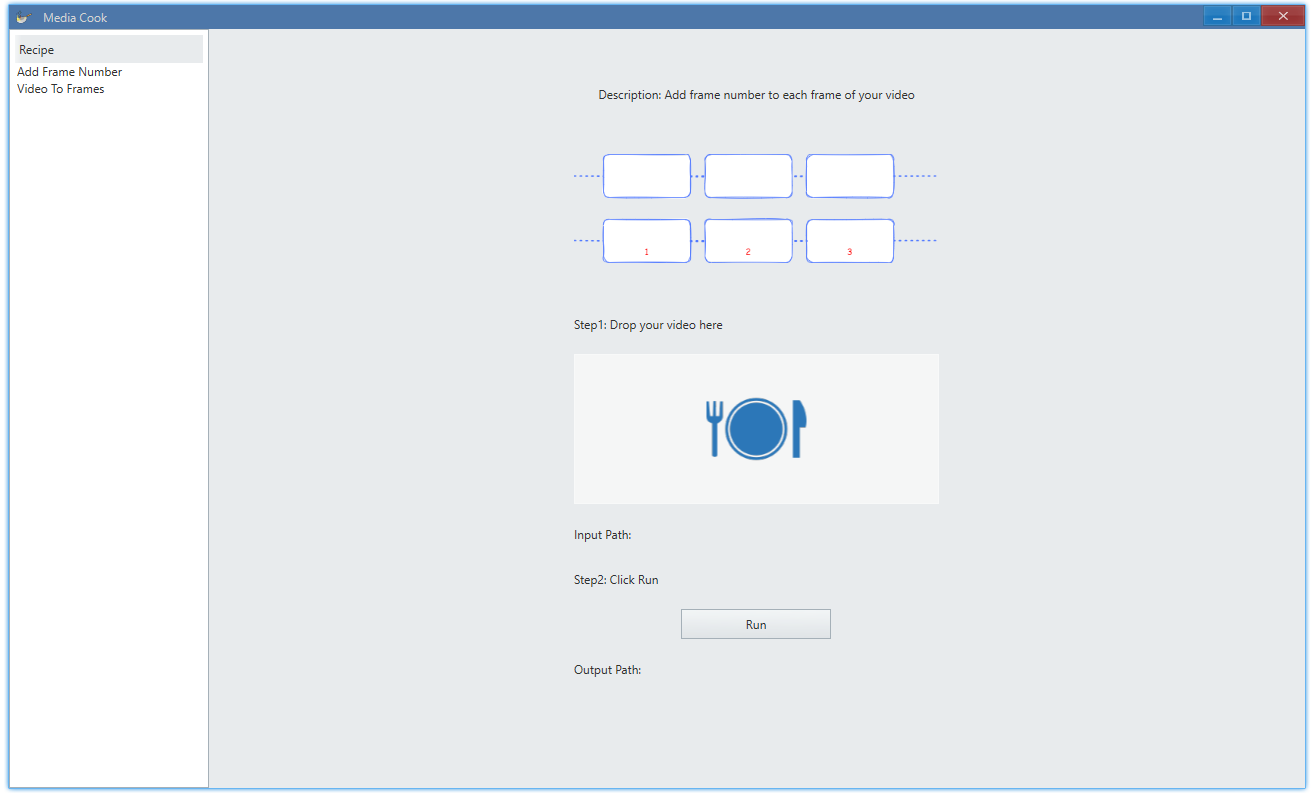 Media Cook
Recipe
Add Frame Number
Video To Frames
Description: Add frame number to each frame of your video
1 2 3
Step1: Drop your video here
Input Path:
Step2: Click Run
Run
Output Path: